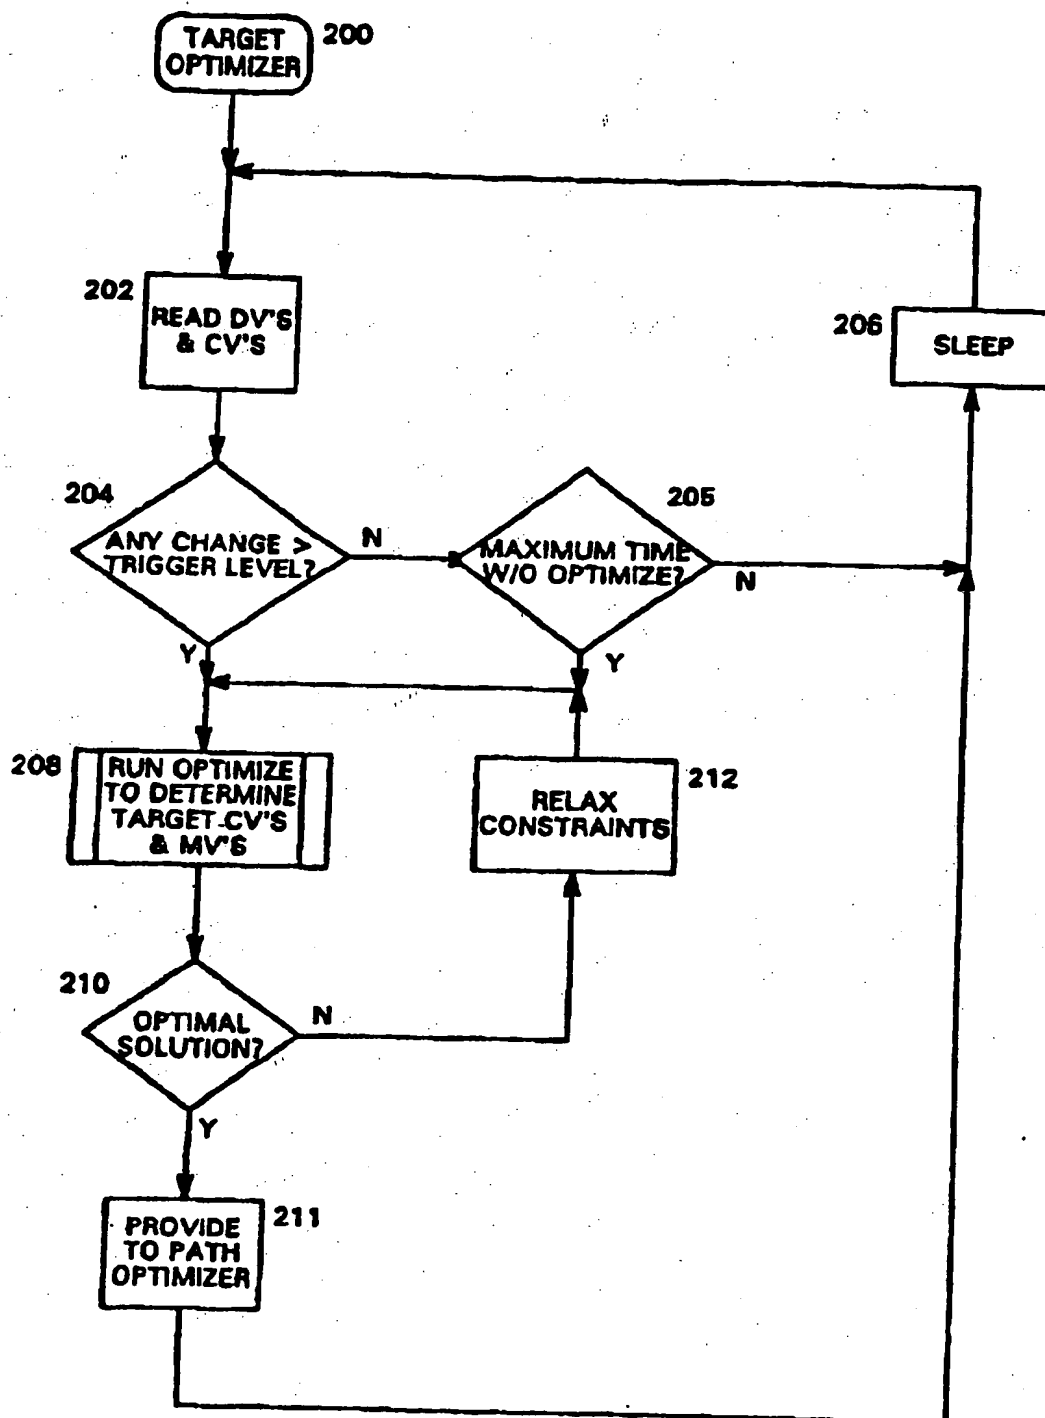 TARGET
OPTIMIZER
200
202
READ DV'S
& CV'S
206
SLEEP
204
ANY CHANGE >
TRIGGER LEVEL?
N
Y
205
MAXIMUM TIME
W/O OPTIMIZE?
N
Y
208
RUN OPTIMIZE
TO DETERMINE
TARGET CV'S
& MV'S
212
RELAX
CONSTRAINTS
210
OPTIMAL
SOLUTION?
N
Y
211
PROVIDE
TO PATH
OPTIMIZER